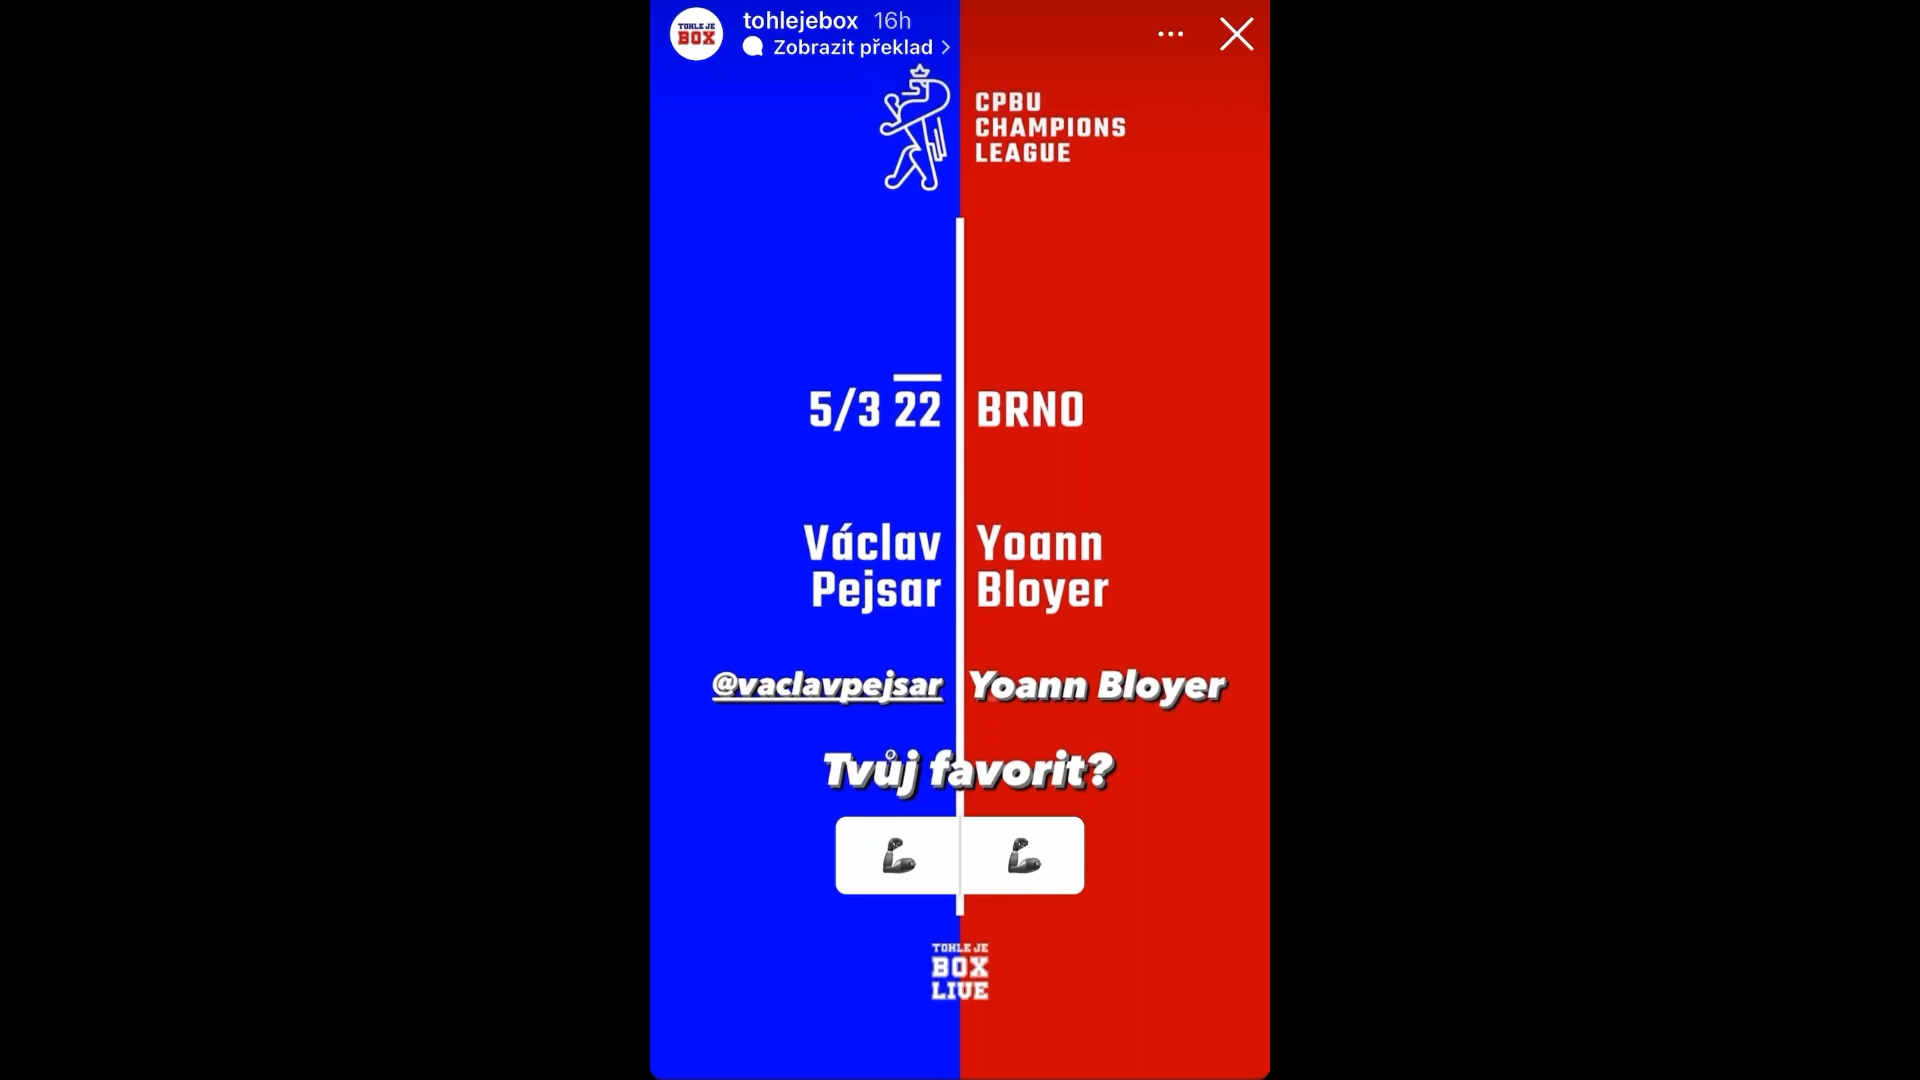 TOHLE JE
BOX
tohlejebox 16h
Zobrazit překlad
CPBU
CHAMPIONS
LEAGUE
5/3 22 BRNO
Václav
Pejsar
Yoann
Bloyer
@vaclavpejsar Yoann Bloyer
Tvůj favorit?
TOHLE JE
BOX
LIVE